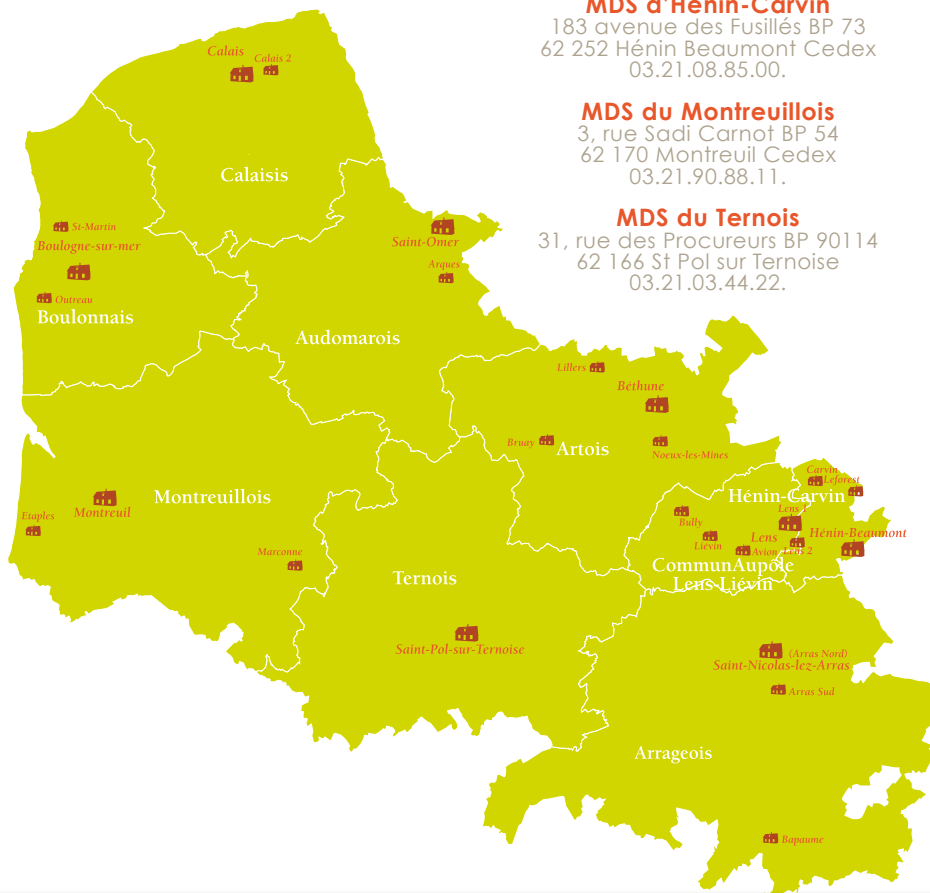 MDS d'Hénin-Carvin
183 avenue des Fusillés BP 73
62 252 Hénin Beaumont Cedex
03.21.08.85.00.
MDS du Montreuillois
3, rue Sadi Carnot BP 54
62 170 Montreuil Cedex
03.21.90.88.11.
MDS du Ternois
31, rue des Procureurs BP 90114
62 166 St Pol sur Ternoise
03.21.03.44.22.
Calais
Calais 2
Calaisis
St-Martin
Boulogne-sur-mer
Outreau
Boulonnais
Saint-Omer
Arques
Audomarois
Lillers
Béthune
Bruay
Artois
Noeux-les-Mines
Montreuillois
Montreuil
Etaples
Marconne
Carvin
Leforest
Hénin-Carvin
Lens 1
Bully
Liévin
Lens
Avion
Lens 2
Hénin-Beaumont
CommunAupole
Lens-Liévin
Ternois
Saint-Pol-sur-Ternoise
(Arras Nord)
Saint-Nicolas-lez-Arras
Arras Sud
Arrageois
Bapaume